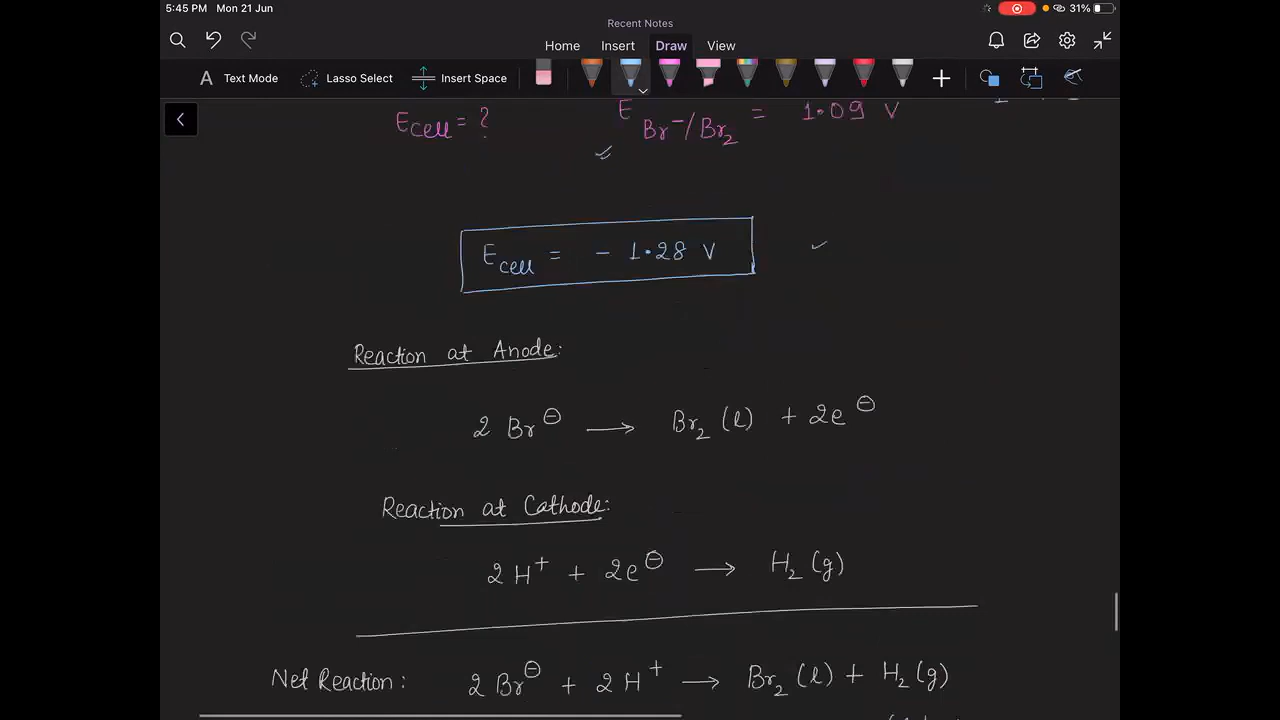 5:45 PM Mon 21 Jun
31%
Recent Notes
Home Insert Draw View
Text Mode Lasso Select Insert Space
E cell = ? E Br⁻/Br₂ = 1.09 V
E cell = - 1.28 V
Reaction at Anode:
2 Br⊖ → Br₂ (l) + 2e⊖
Reaction at Cathode:
2 H⁺ + 2e⊖ → H₂ (g)
Net Reaction: 2 Br⊖ + 2 H⁺ → Br₂ (l) + H₂ (g)